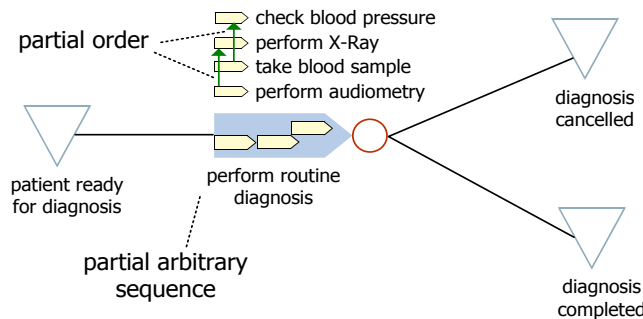 check blood pressure
partial order
perform X-Ray
take blood sample
perform audiometry
diagnosis
cancelled
patient ready
for diagnosis
perform routine
diagnosis
partial arbitrary
sequence
diagnosis
completed